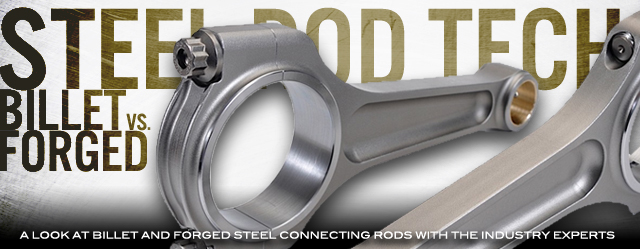 STEEL ROD TECH
BILLET VS.
FORGED
A LOOK AT BILLET AND FORGED STEEL CONNECTING RODS WITH THE INDUSTRY EXPERTS